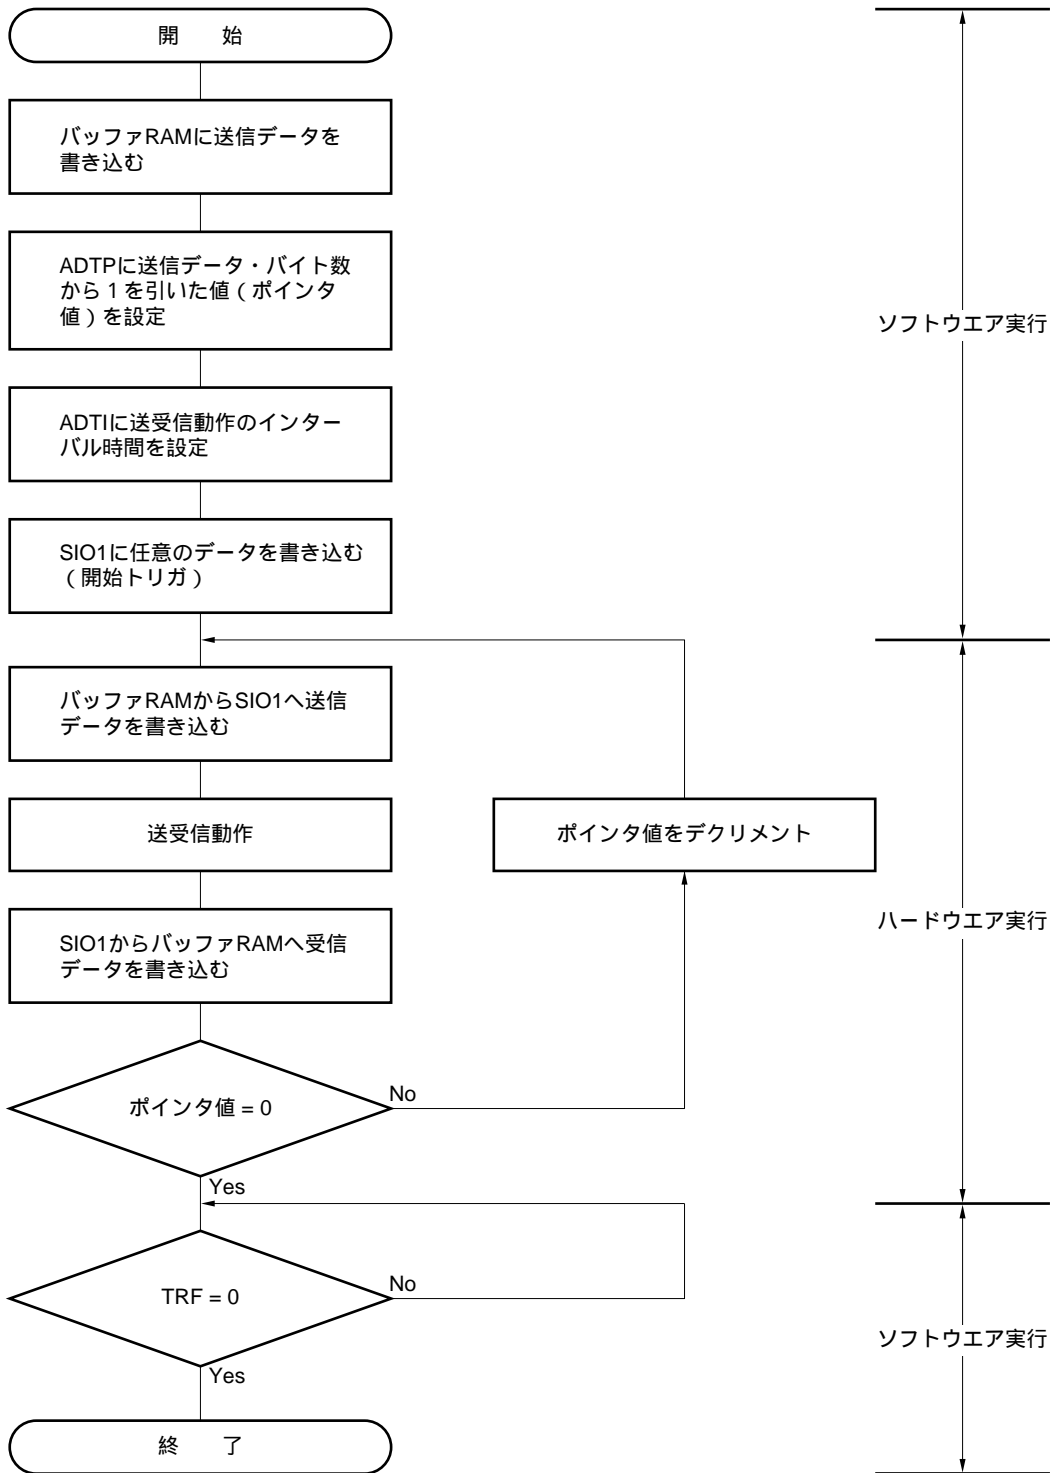 開　　始
バッファRAMに送信データを
書き込む
ADTPに送信データ・バイト数
から１を引いた値（ポインタ
値）を設定
ADTIに送受信動作のインター
バル時間を設定
SIO1に任意のデータを書き込む
（開始トリガ）
ソフトウエア実行
バッファRAMからSIO1へ送信
データを書き込む
送受信動作
ポインタ値をデクリメント
SIO1からバッファRAMへ受信
データを書き込む
ハードウエア実行
ポインタ値 = 0
No
Yes
TRF = 0
No
Yes
ソフトウエア実行
終　　了